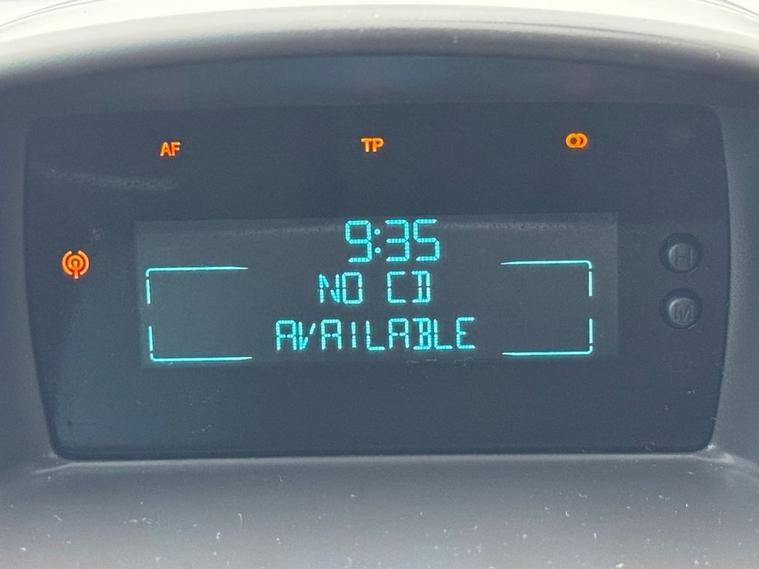 AF TP
9:35
H
NO CD
M
AVAILABLE